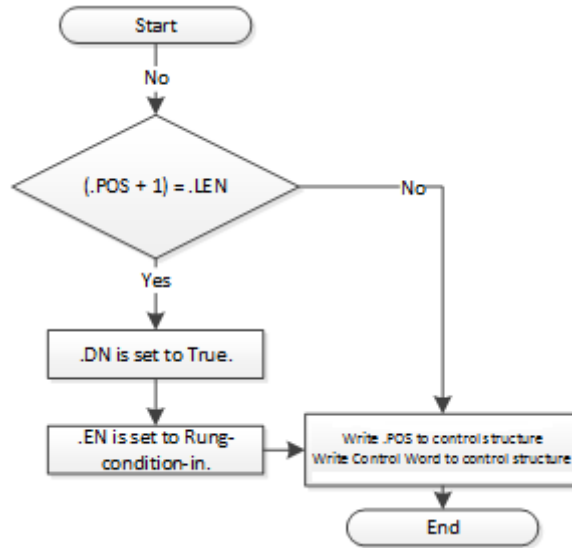 Start
No
(.POS + 1) = .LEN
No
Yes
.DN is set to True.
.EN is set to Rung-
condition-in.
Write .POS to control structure
Write Control Word to control structure
End